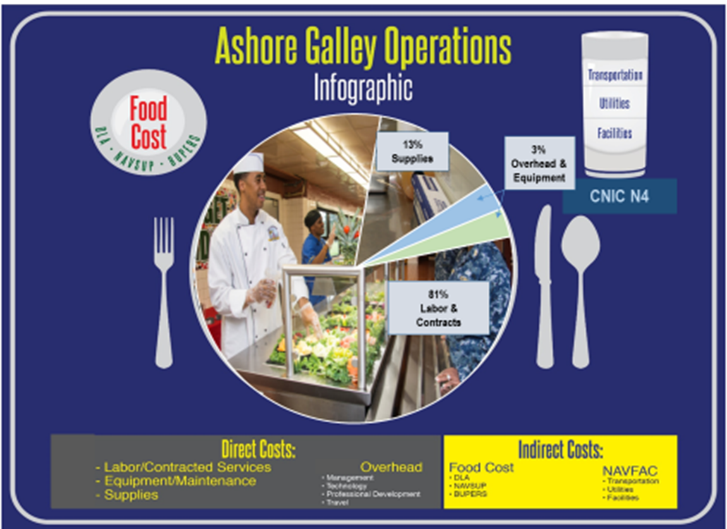 Ashore Galley Operations
Infographic
Food
Cost
DLA • NAVSUP • BUPERS
Transportation
Utilities
Facilities
CNIC N4
13%
Supplies
3%
Overhead &
Equipment
81%
Labor &
Contracts
Direct Costs:
- Labor/Contracted Services
- Equipment/Maintenance
- Supplies
Overhead
• Management
• Technology
• Professional Development
• Travel
Indirect Costs:
Food Cost
• DLA
• NAVSUP
• BUPERS
NAVFAC
• Transportation
• Utilities
• Facilities